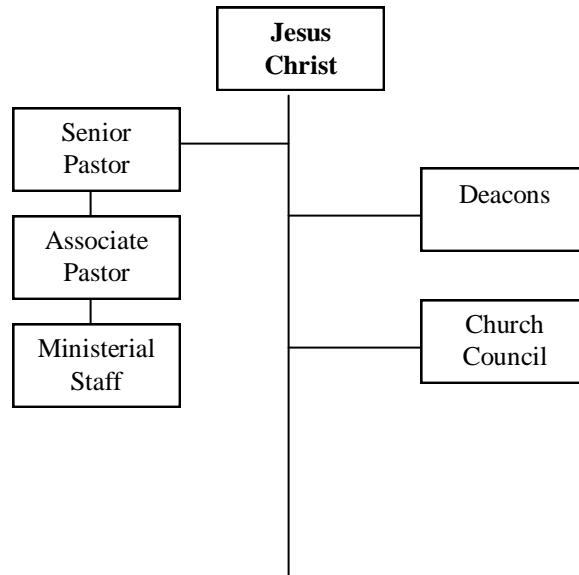 Jesus
Christ
Senior
Pastor
Deacons
Associate
Pastor
Church
Council
Ministerial
Staff